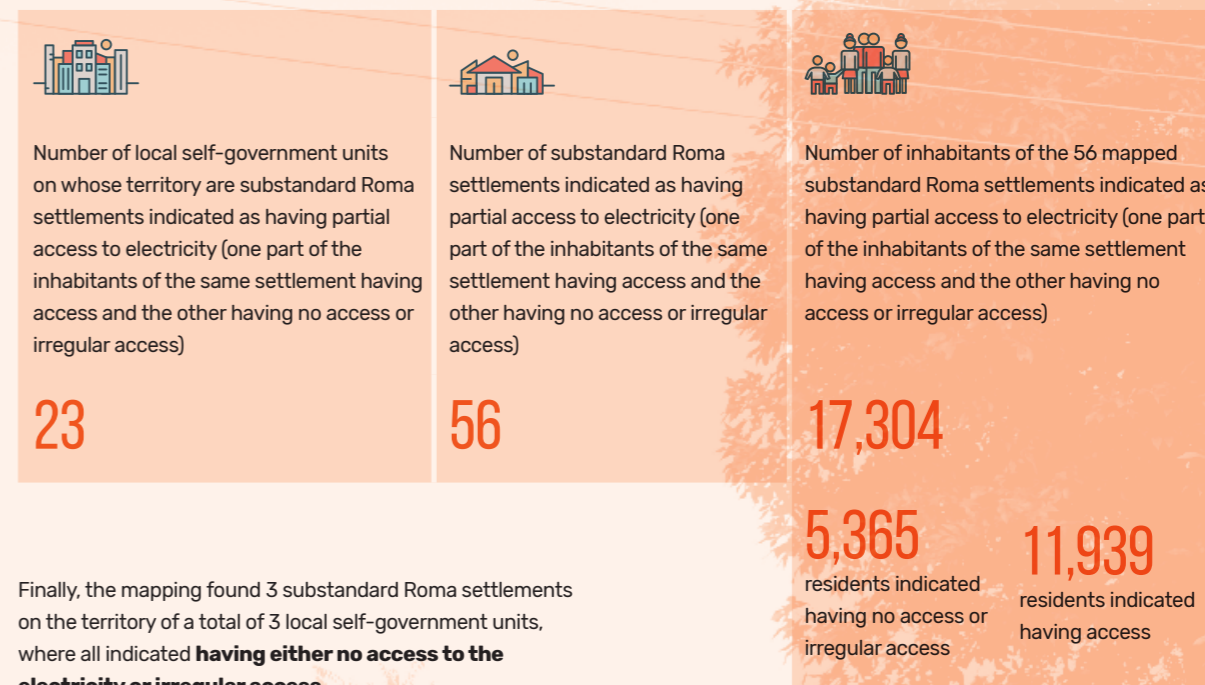 Number of local self-government units
on whose territory are substandard Roma
settlements indicated as having partial
access to electricity (one part of the
inhabitants of the same settlement having
access and the other having no access or
irregular access)
23
Number of substandard Roma
settlements indicated as having
partial access to electricity (one
part of the inhabitants of the same
settlement having access and the
other having no access or irregular
access)
56
Number of inhabitants of the 56 mapped
substandard Roma settlements indicated as
having partial access to electricity (one part
of the inhabitants of the same settlement
having access and the other having no
access or irregular access)
17,304
5,365
residents indicated
having no access or
irregular access
11,939
residents indicated
having access
Finally, the mapping found 3 substandard Roma settlements
on the territory of a total of 3 local self-government units,
where all indicated having either no access to the
electricity or irregular access